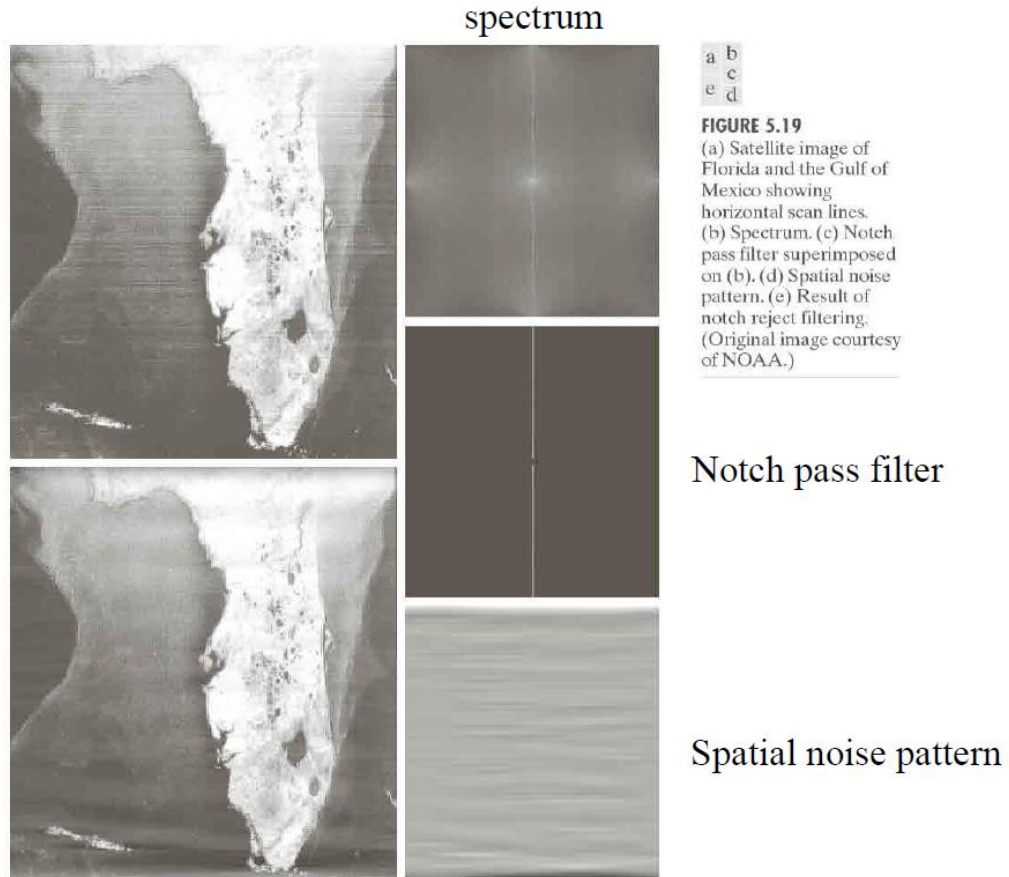 spectrum
a b
c
e d
FIGURE 5.19
(a) Satellite image of
Florida and the Gulf of
Mexico showing
horizontal scan lines.
(b) Spectrum. (c) Notch
pass filter superimposed
on (b). (d) Spatial noise
pattern. (e) Result of
notch reject filtering.
(Original image courtesy
of NOAA.)
Notch pass filter
Spatial noise pattern